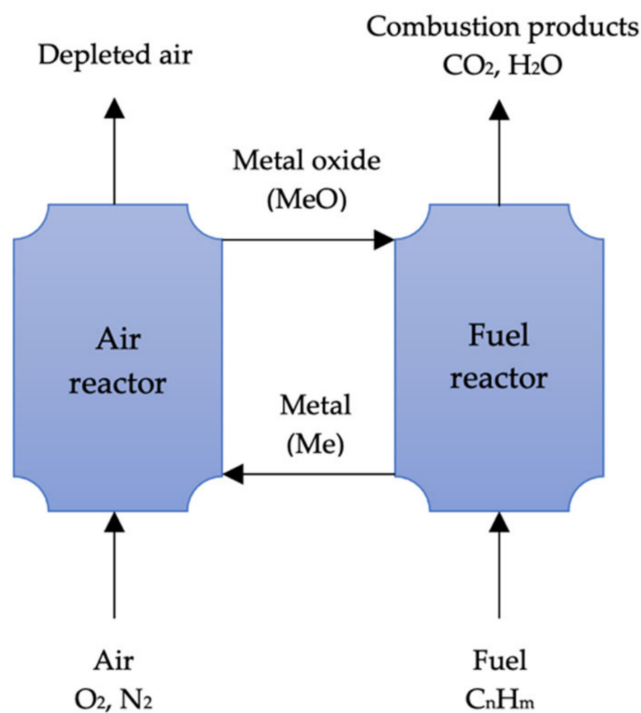 Depleted air
Combustion products
CO₂, H₂O
Metal oxide
(MeO)
Air
reactor
Fuel
reactor
Metal
(Me)
Air
O₂, N₂
Fuel
CₙHₘ